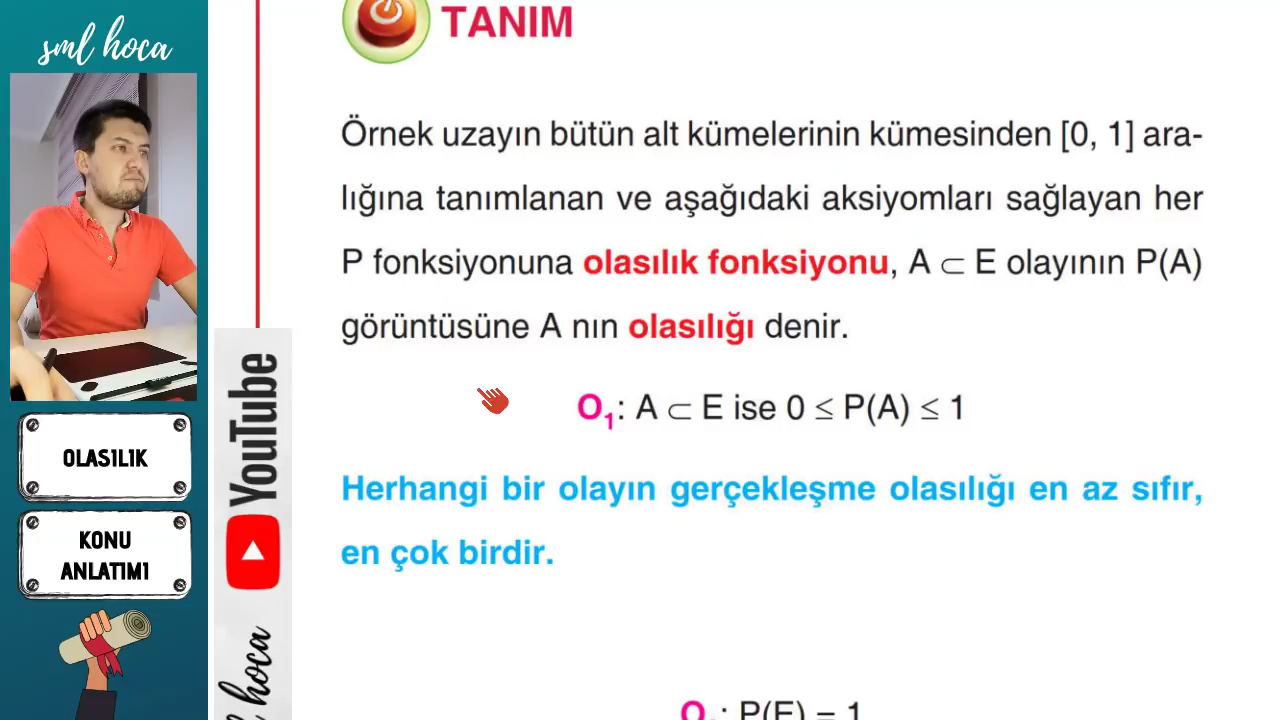 sml hoca
TANIM
Örnek uzayın bütün alt kümelerinin kümesinden [0, 1] ara-
lığına tanımlanan ve aşağıdaki aksiyomları sağlayan her
P fonksiyonuna olasılık fonksiyonu, A ⊂ E olayının P(A)
görüntüsüne A nın olasılığı denir.
O₁: A ⊂ E ise 0 ≤ P(A) ≤ 1
Herhangi bir olayın gerçekleşme olasılığı en az sıfır,
en çok birdir.
: P(E) = 1
OLASILIK
KONU
ANLATIMI
YouTube
hoca